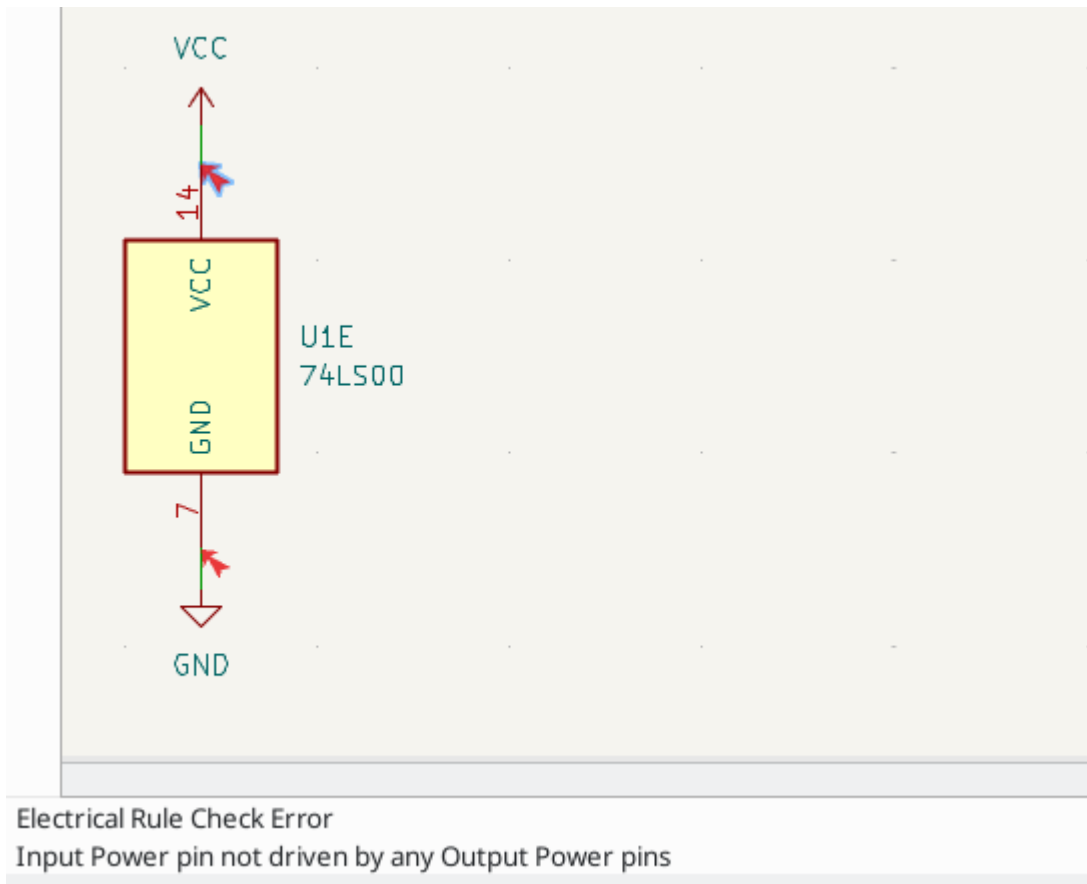 VCC
14
VCC
U1E
74LS00
GND
7
GND
Electrical Rule Check Error
Input Power pin not driven by any Output Power pins